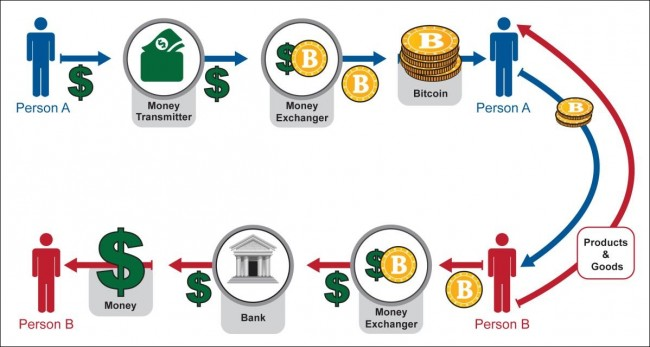 Person A
$
Money
Transmitter
$
$ B
Money
Exchanger
B
B
Bitcoin
Person A
B
Products
&
Goods
Person B
$
Money
$
Bank
$
$ B
Money
Exchanger
B
Person B